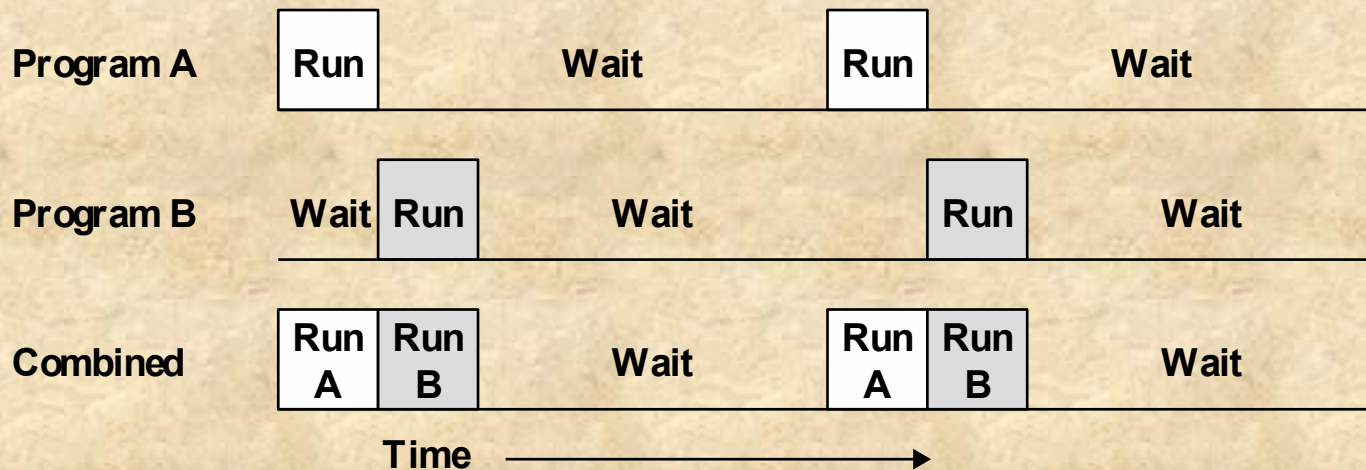 Program A Run Wait Run Wait
Program B Wait Run Wait Run Wait
Combined Run A Run B Wait Run A Run B Wait
Time